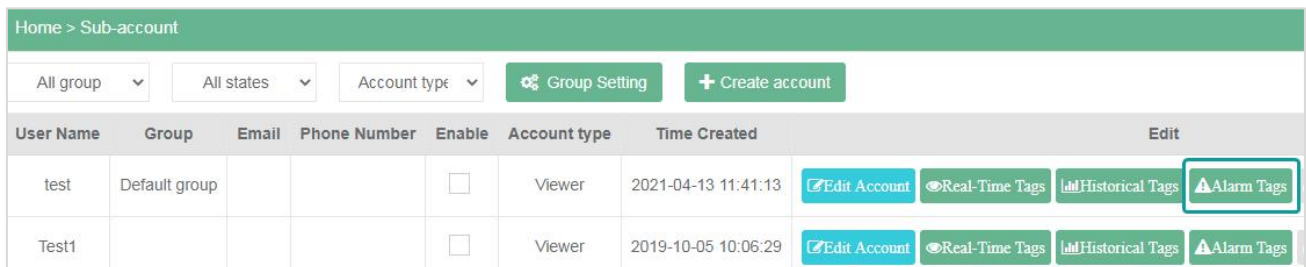 Home > Sub-account
All group All states Account type Group Setting + Create account
User Name Group Email Phone Number Enable Account type Time Created Edit
test Default group Viewer 2021-04-13 11:41:13 Edit Account Real-Time Tags Historical Tags Alarm Tags
Test1 Viewer 2019-10-05 10:06:29 Edit Account Real-Time Tags Historical Tags Alarm Tags